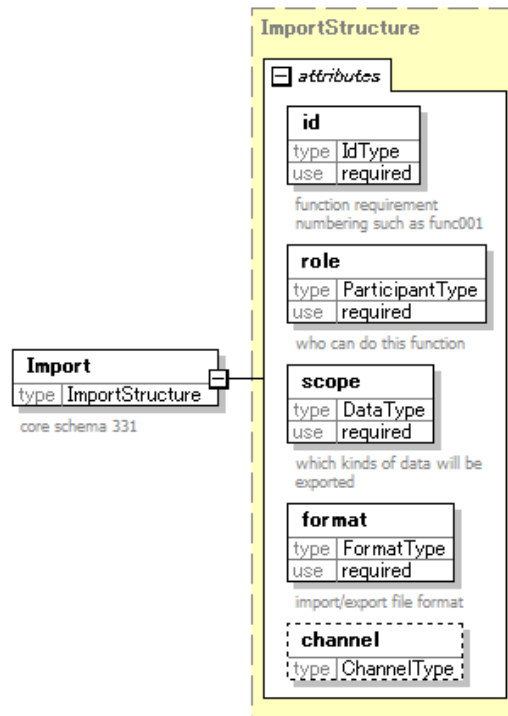 ImportStructure
attributes
id
type IdType
use required
function requirement
numbering such as func001
role
type ParticipantType
use required
who can do this function
Import
type ImportStructure
core schema 331
scope
type DataType
use required
which kinds of data will be
exported
format
type FormatType
use required
import/export file format
channel
type ChannelType